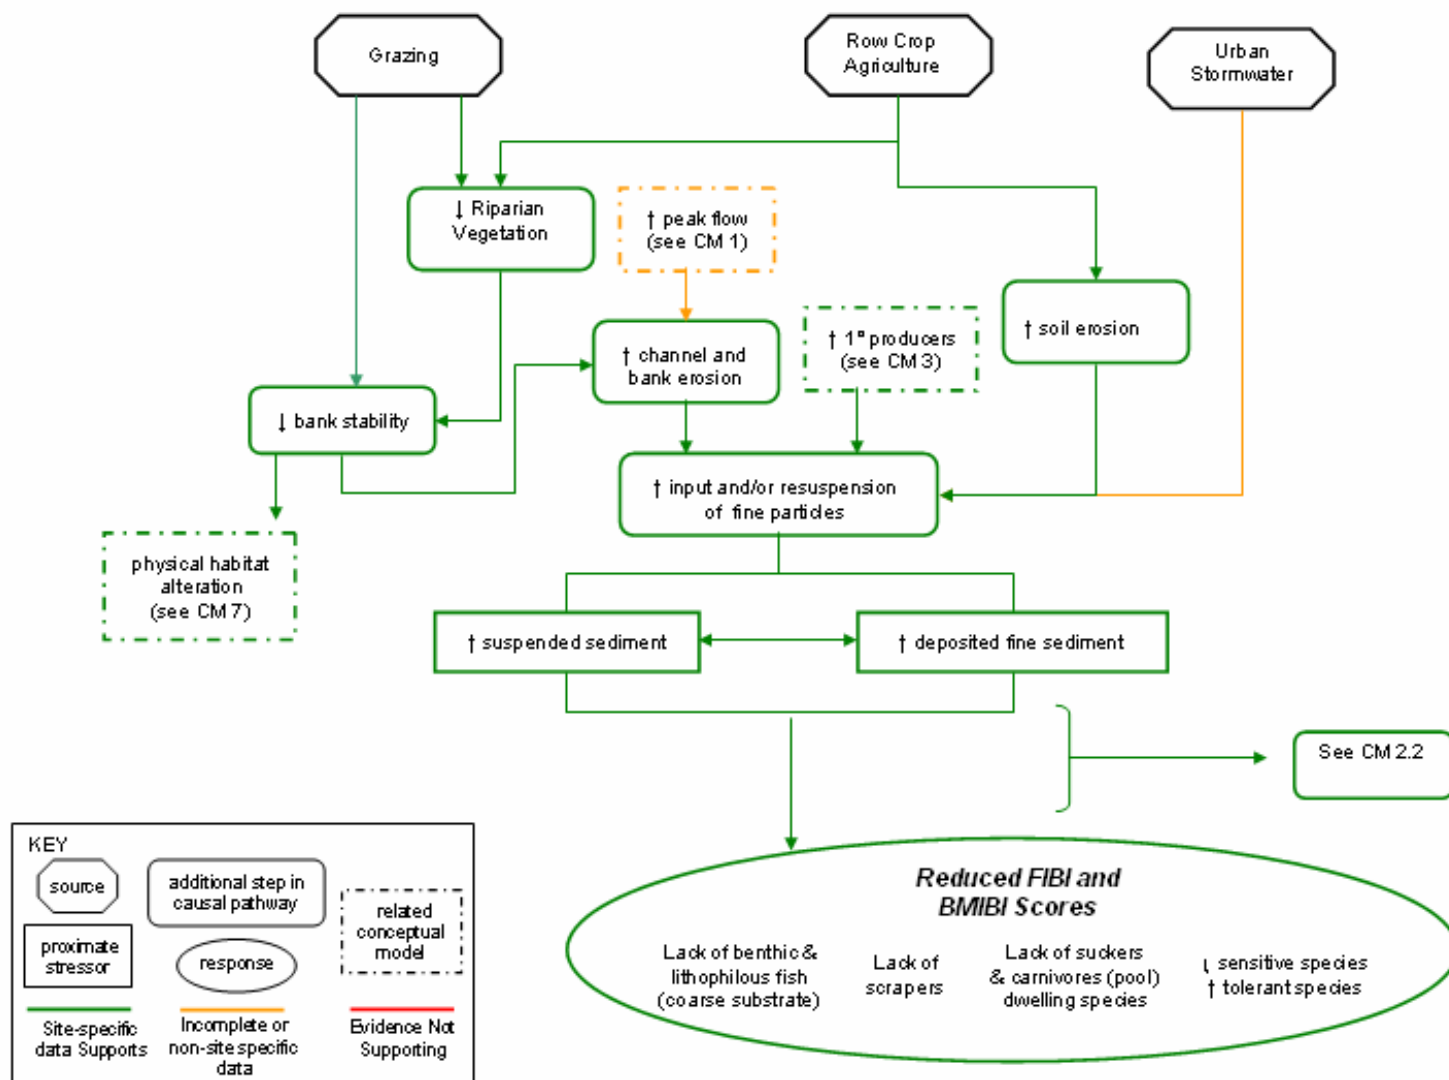 Grazing
Row Crop
Agriculture
Urban
Stormwater
↓ Riparian
Vegetation
↑ peak flow
(see CM 1)
↑ soil erosion
↑ channel and
bank erosion
↑ 1° producers
(see CM 3)
↓ bank stability
↑ input and/or resuspension
of fine particles
physical habitat
alteration
(see CM 7)
↑ suspended sediment
↑ deposited fine sediment
See CM 2.2
KEY
source
additional step in
causal pathway
related
conceptual
model
proximate
stressor
response
Site-specific
data Supports
Incomplete or
non-site specific
data
Evidence Not
Supporting
Reduced FIBI and
BMIBI Scores
Lack of benthic &
lithophilous fish
(coarse substrate)
Lack of
scrapers
Lack of suckers
& carnivores (pool)
dwelling species
↓ sensitive species
↑ tolerant species